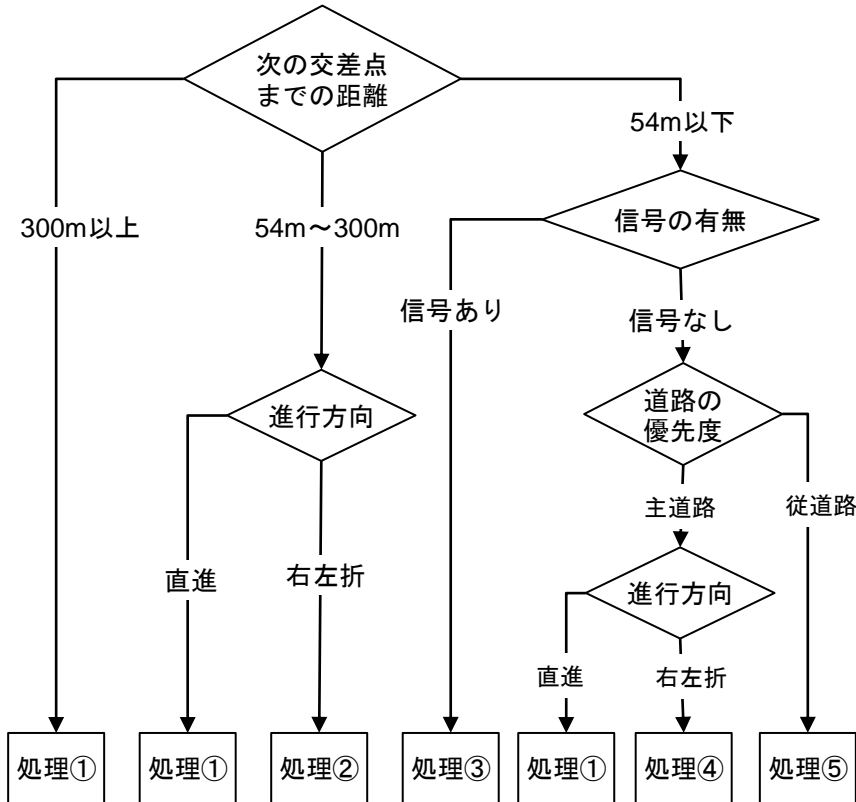 次の交差点
までの距離
54m以下
300m以上
54m～300m
信号の有無
信号あり
信号なし
進行方向
道路の
優先度
主道路
従道路
直進
右左折
進行方向
直進
右左折
処理①
処理①
処理②
処理③
処理①
処理④
処理⑤